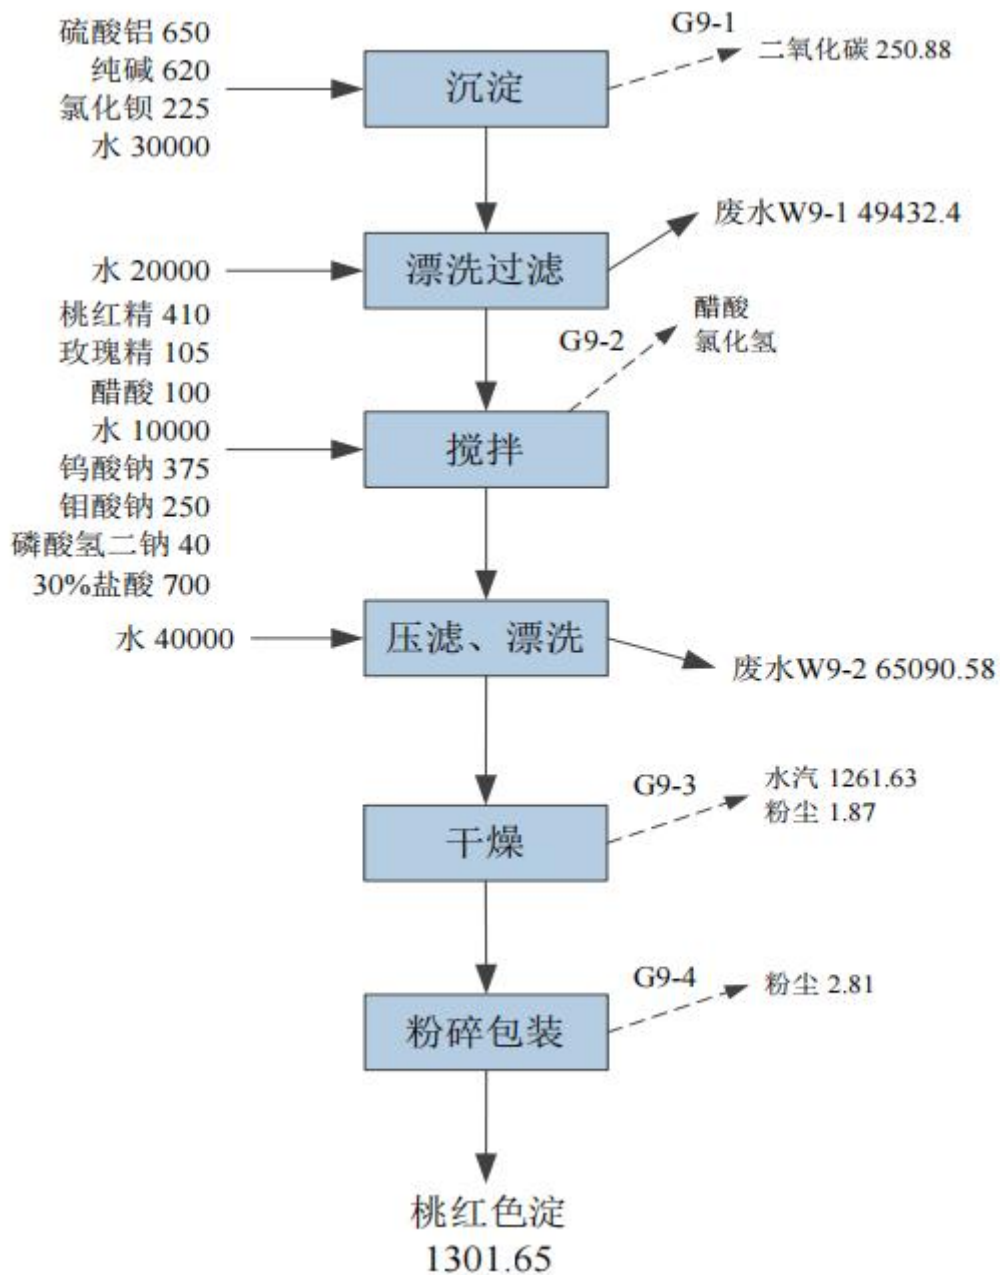 硫酸铝 650
纯碱 620
氯化钡 225
水 30000
沉淀
G9-1
二氧化碳 250.88
水 20000
漂洗过滤
废水W9-1 49432.4
桃红精 410
玫瑰精 105
醋酸 100
水 10000
钨酸钠 375
钼酸钠 250
磷酸氢二钠 40
30%盐酸 700
搅拌
G9-2
醋酸
氯化氢
水 40000
压滤、漂洗
废水W9-2 65090.58
干燥
G9-3
水汽 1261.63
粉尘 1.87
粉碎包装
G9-4
粉尘 2.81
桃红色淀
1301.65